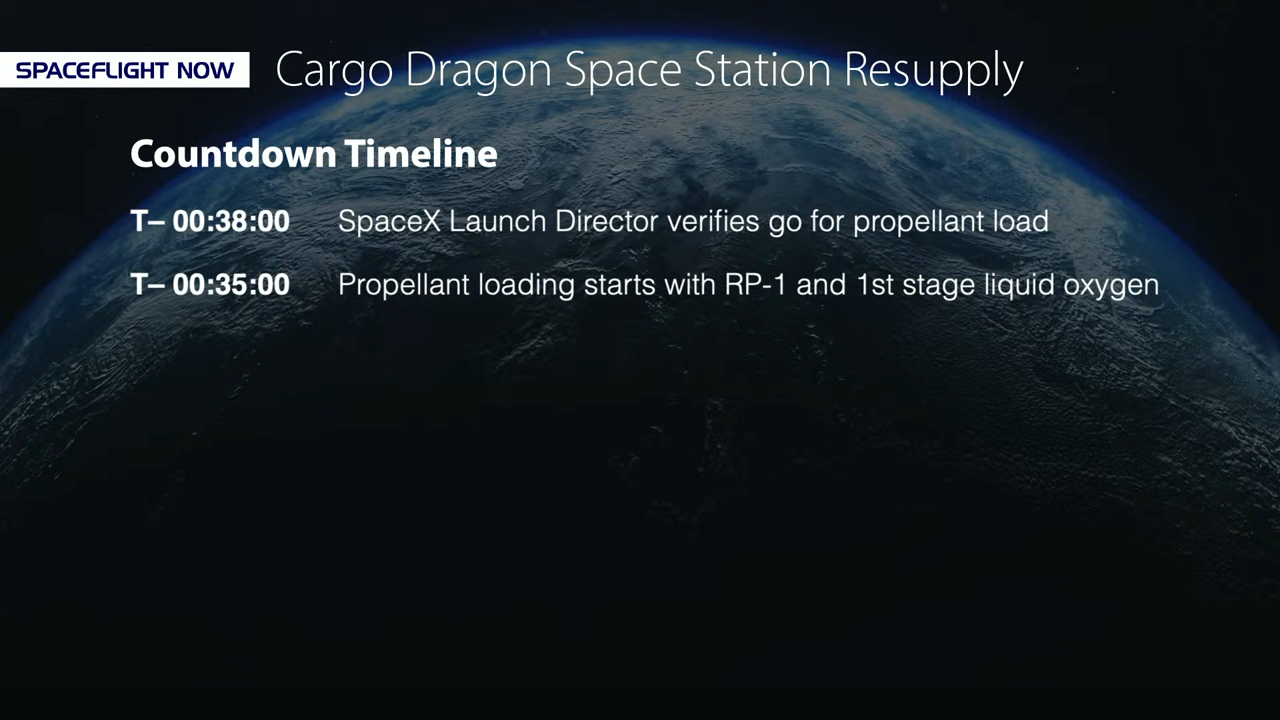 SPACEFLIGHT NOW
Cargo Dragon Space Station Resupply
Countdown Timeline
T– 00:38:00 SpaceX Launch Director verifies go for propellant load
T– 00:35:00 Propellant loading starts with RP-1 and 1st stage liquid oxygen